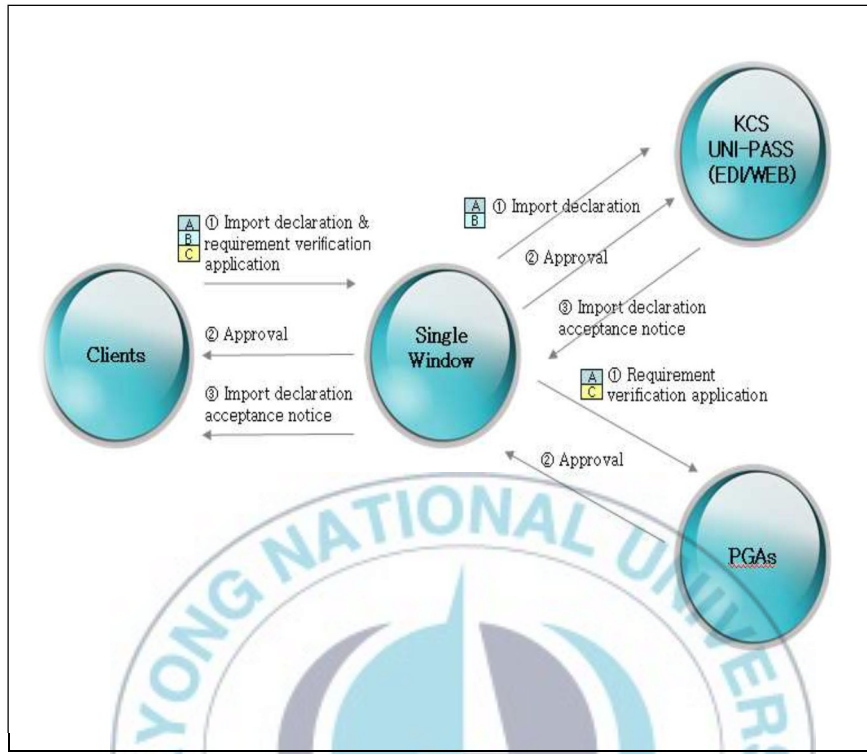 KCS
UNI-PASS
(EDI/WEB)
A
B
① Import declaration
A
B
C
① Import declaration &
requirement verification
application
② Approval
③ Import declaration
acceptance notice
Clients
② Approval
Single
Window
③ Import declaration
acceptance notice
A
C
① Requirement
verification application
② Approval
PGAs
YONG NATIONAL UNIVERS